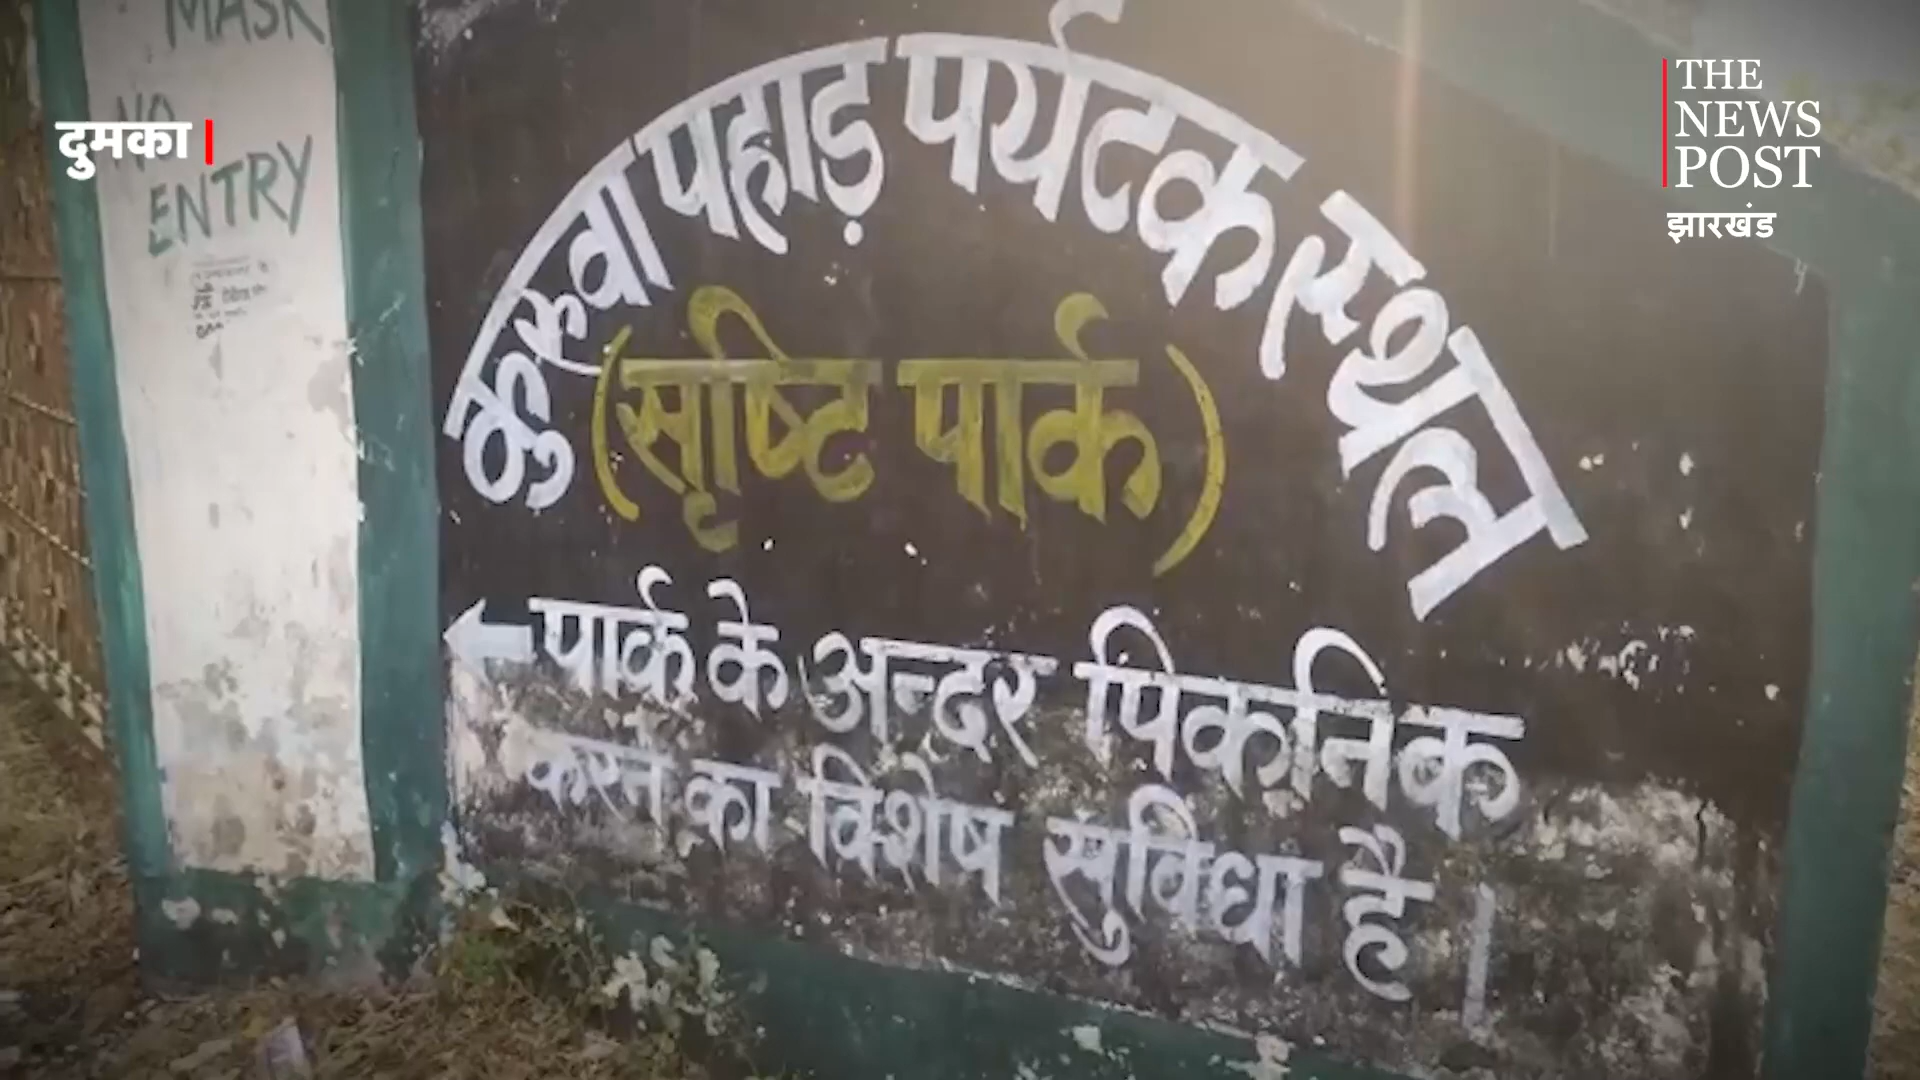 MASK
NO
ENTRY
दुमका
THE
NEWS
POST
झारखंड
कुरुवा पहाड़ पर्यटक स्थल
(सृष्टि पार्क)
पार्क के अन्दर पिकनिक
करने का विशेष सुविधा है।